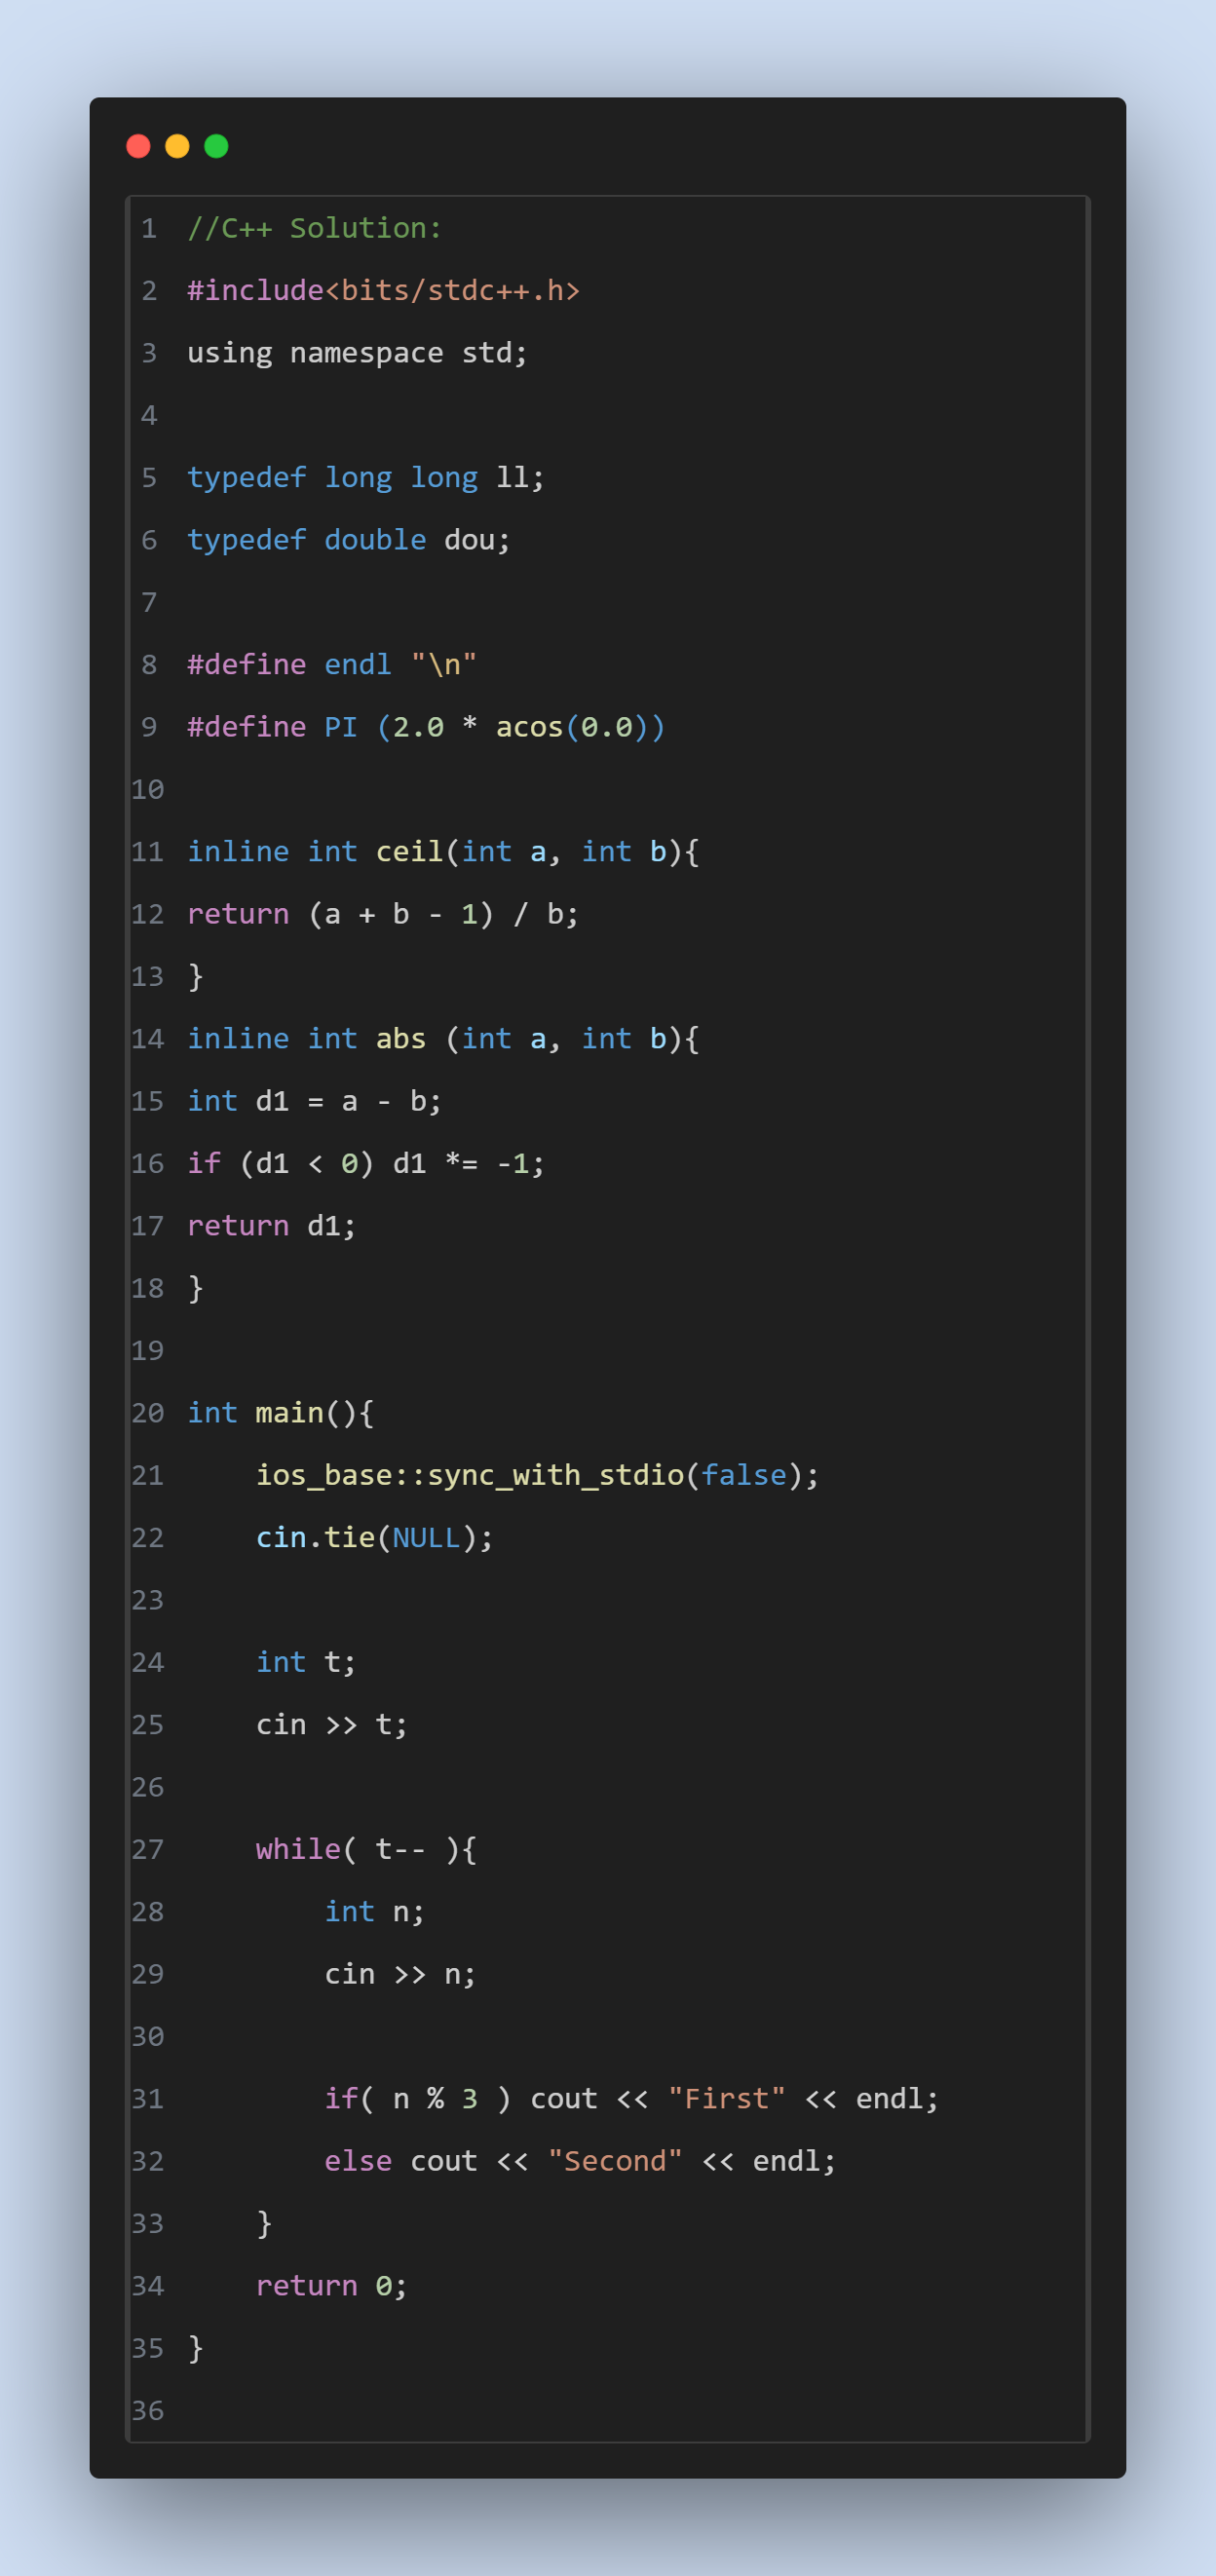 1 //C++ Solution:
2 #include<bits/stdc++.h>
3 using namespace std;
4
5 typedef long long ll;
6 typedef double dou;
7
8 #define endl "\n"
9 #define PI (2.0 * acos(0.0))
10
11 inline int ceil(int a, int b){
12 return (a + b - 1) / b;
13 }
14 inline int abs (int a, int b){
15 int d1 = a - b;
16 if (d1 < 0) d1 *= -1;
17 return d1;
18 }
19
20 int main(){
21     ios_base::sync_with_stdio(false);
22     cin.tie(NULL);
23
24     int t;
25     cin >> t;
26
27     while( t-- ){
28         int n;
29         cin >> n;
30
31         if( n % 3 ) cout << "First" << endl;
32         else cout << "Second" << endl;
33     }
34     return 0;
35 }
36